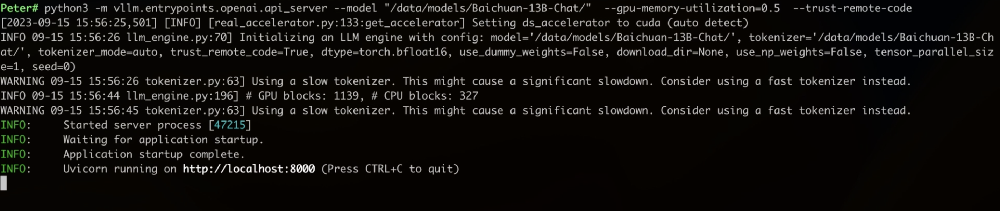 Peter# python3 -m vllm.entrypoints.openai.api_server --model "/data/models/Baichuan-13B-Chat/"  --gpu-memory-utilization=0.5  --trust-remote-code
[2023-09-15 15:56:25,501] [INFO] [real_accelerator.py:133:get_accelerator] Setting ds_accelerator to cuda (auto detect)
INFO 09-15 15:56:26 llm_engine.py:70] Initializing an LLM engine with config: model='/data/models/Baichuan-13B-Chat/', tokenizer='/data/models/Baichuan-13B-Ch
at/', tokenizer_mode=auto, trust_remote_code=True, dtype=torch.bfloat16, use_dummy_weights=False, download_dir=None, use_np_weights=False, tensor_parallel_siz
e=1, seed=0)
WARNING 09-15 15:56:26 tokenizer.py:63] Using a slow tokenizer. This might cause a significant slowdown. Consider using a fast tokenizer instead.
INFO 09-15 15:56:44 llm_engine.py:196] # GPU blocks: 1139, # CPU blocks: 327
WARNING 09-15 15:56:45 tokenizer.py:63] Using a slow tokenizer. This might cause a significant slowdown. Consider using a fast tokenizer instead.
INFO:     Started server process [47215]
INFO:     Waiting for application startup.
INFO:     Application startup complete.
INFO:     Uvicorn running on http://localhost:8000 (Press CTRL+C to quit)